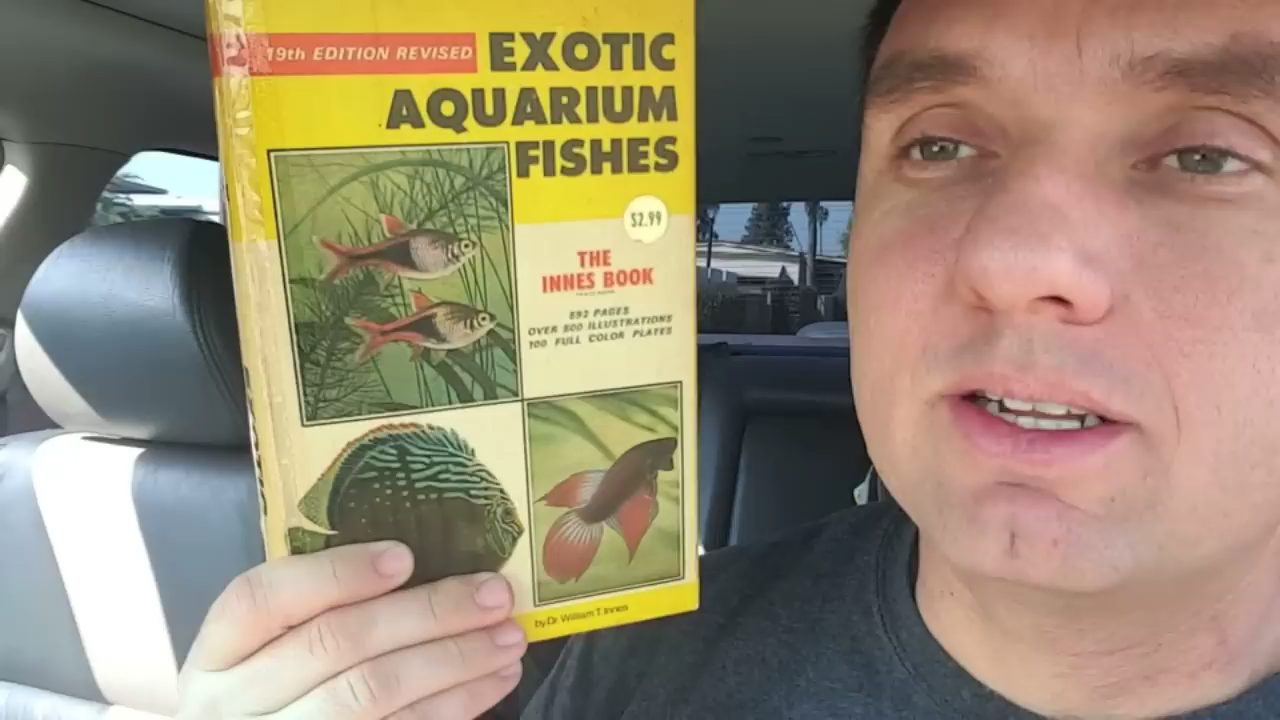 19th EDITION REVISED
EXOTIC
AQUARIUM
FISHES
$2.99
THE
INNES BOOK
592 PAGES
OVER 500 ILLUSTRATIONS
100 FULL COLOR PLATES
by Dr. William T. Innes